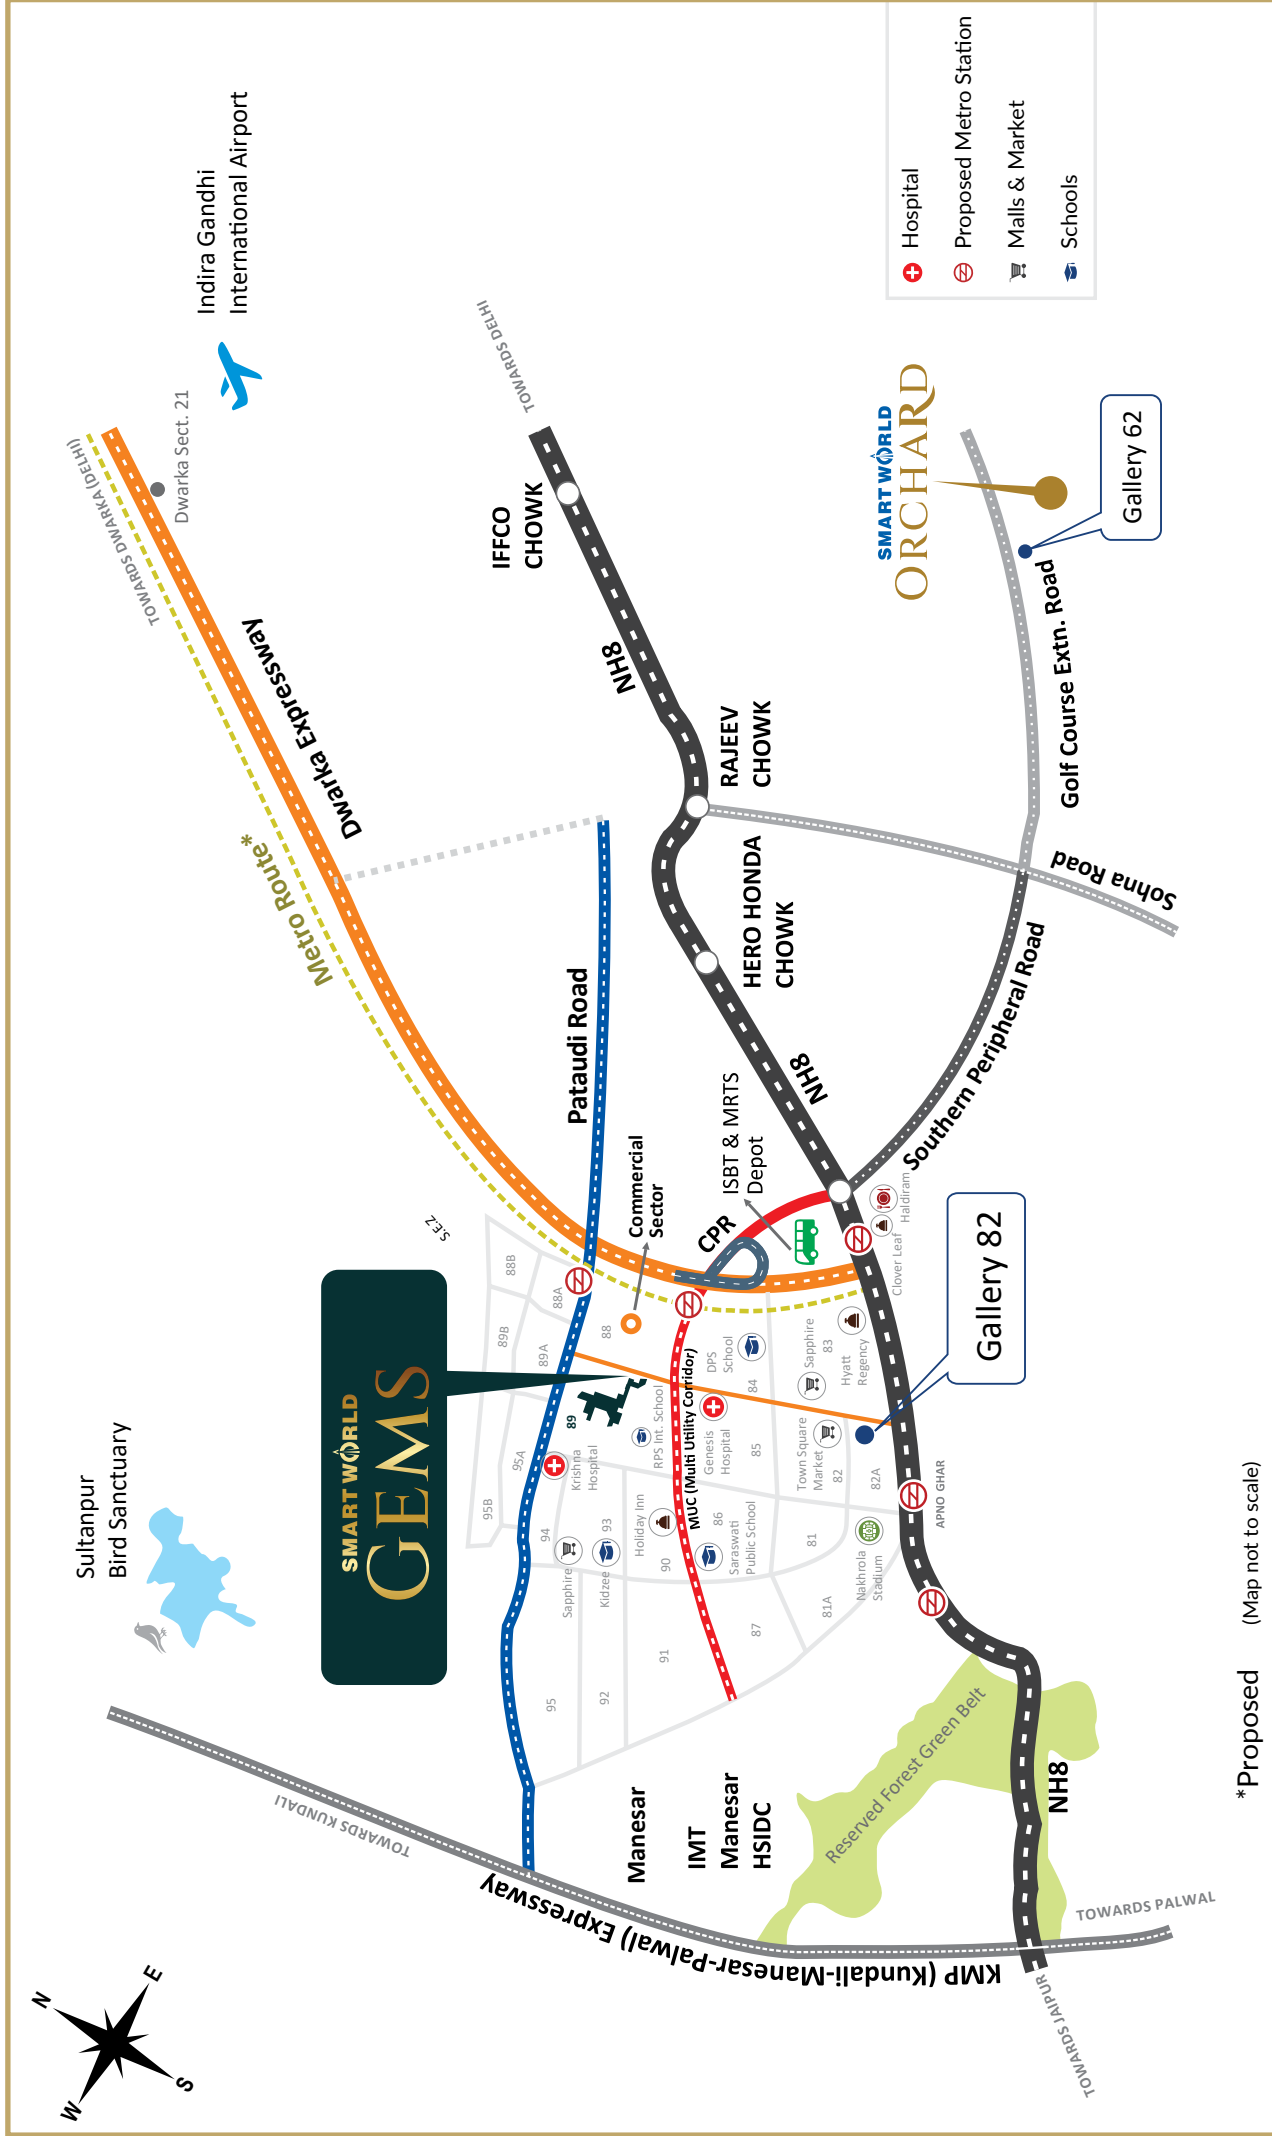 Sultanpur
Bird Sanctuary
Indira Gandhi
International Airport
TOWARDS DWARKA (DELHI)
Dwarka Sect. 21
Metro Route*
Dwarka Expressway
TOWARDS DELHI
IFFCO
CHOWK
NH8
RAJEEV
CHOWK
HERO HONDA
CHOWK
NH8
Pataudi Road
SMART WORLD
GEMS
SMART WORLD
ORCHARD
Gallery 62
Golf Course Extn. Road
Sohna Road
Southern Peripheral Road
Hospital
Proposed Metro Station
Malls & Market
Schools
S.E.Z
Commercial
Sector
CPR
ISBT & MRTS
Depot
Haldiram
Clover Leaf
Gallery 82
88B
88A
89B
89A
88
89
95A
95B
94
93
Krishna
Hospital
RPS Int. School
DPS
School
84
Sapphire
83
Hyatt
Regency
MUC (Multi Utility Corridor)
Genesis
Hospital
85
Town Square
Market
82
82A
Holiday Inn
90
86
Saraswati
Public School
81
Nakhrola
Stadium
81A
87
Sapphire
Kidzee
91
92
95
APNO GHAR
Manesar
IMT
Manesar
HSIDC
Reserved Forest Green Belt
NH8
TOWARDS KUNDALI
KMP (Kundali-Manesar-Palwal) Expressway
TOWARDS PALWAL
TOWARDS JAIPUR
N
E
S
W
*Proposed
(Map not to scale)